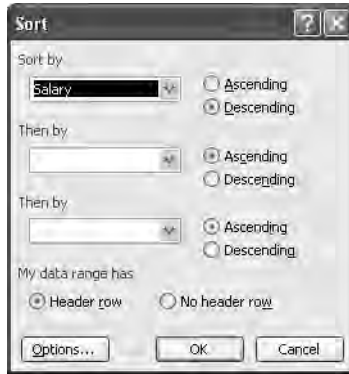 Sort
Sort by
Salary
Ascending
Descending
Then by
Ascending
Descending
Then by
Ascending
Descending
My data range has
Header row No header row
Options... OK Cancel